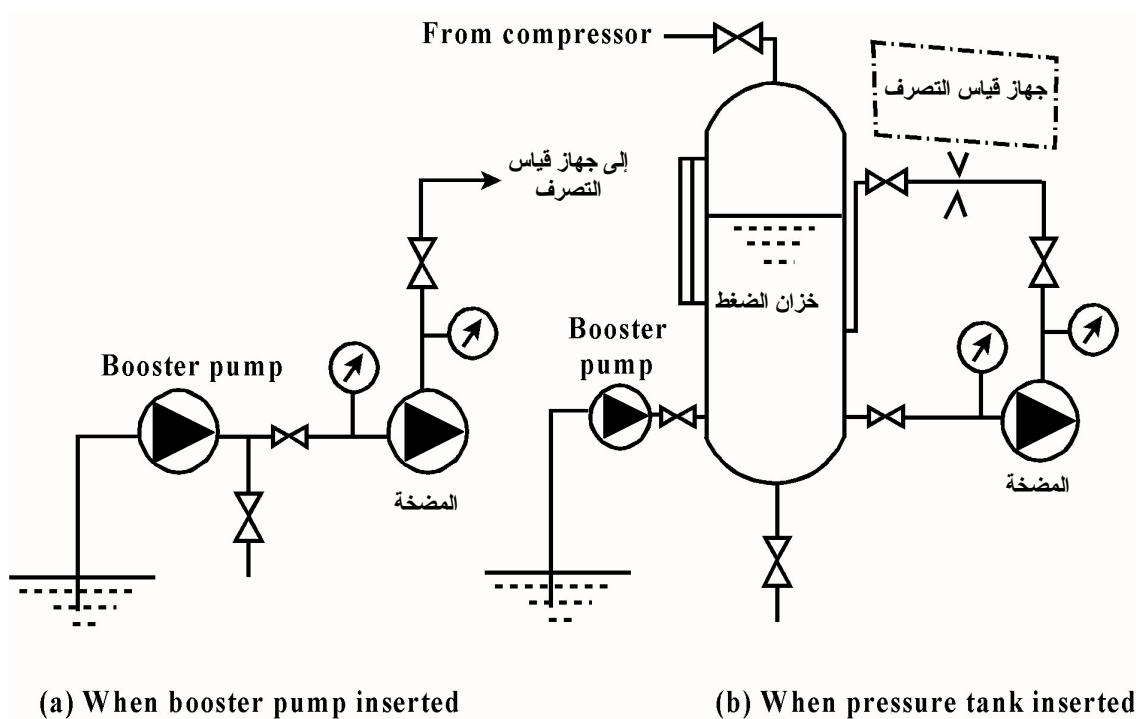 From compressor
جهاز قياس التصرف
إلى جهاز قياس
التصرف
خزان الضغط
Booster
pump
Booster pump
المضخة
المضخة
(a) When booster pump inserted
(b) When pressure tank inserted